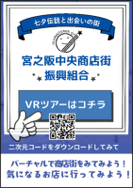 七夕伝説と出会いの街
宮之阪中央商店街
振興組合
VRツアーはコチラ
二次元コードをダウンロードしてみて
バーチャルで商店街をみてみよう!
気になるお店に行ってみよう!